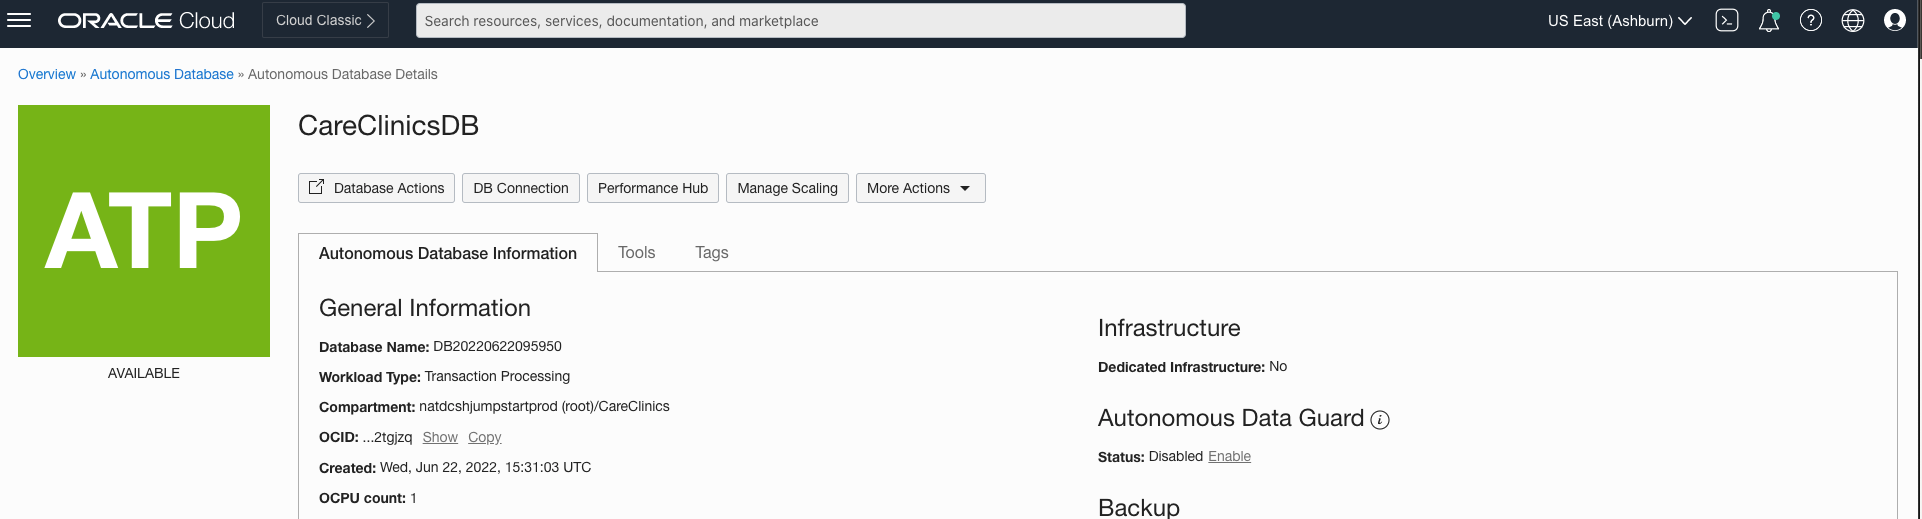 ORACLE Cloud Cloud Classic Search resources, services, documentation, and marketplace US East (Ashburn)
Overview » Autonomous Database » Autonomous Database Details
ATP
AVAILABLE
CareClinicsDB
Database Actions DB Connection Performance Hub Manage Scaling More Actions
Autonomous Database Information Tools Tags
General Information
Database Name: DB20220622095950
Workload Type: Transaction Processing
Compartment: natdcshjumpstartprod (root)/CareClinics
OCID: ...2tgjzq Show Copy
Created: Wed, Jun 22, 2022, 15:31:03 UTC
OCPU count: 1
Infrastructure
Dedicated Infrastructure: No
Autonomous Data Guard
Status: Disabled Enable
Backup